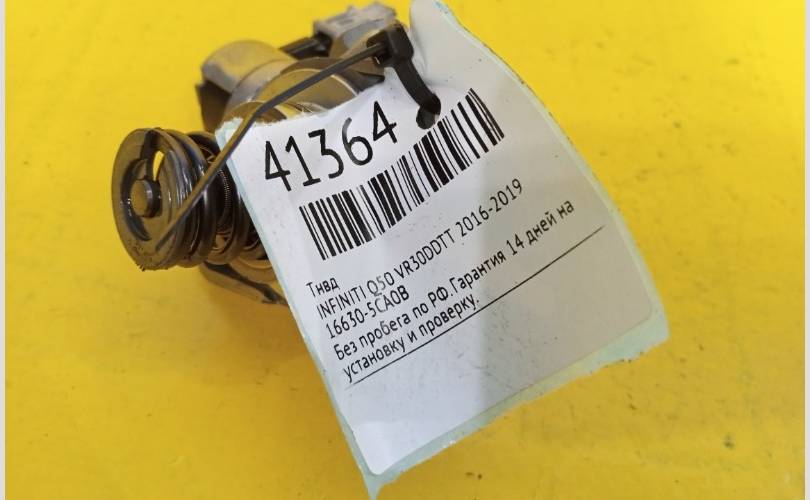 41364
Тнвд
INFINITI Q50 VR30DDTT 2016-2019
16630-5CA0B
Без пробега по РФ.Гарантия 14 дней на
установку и проверку.